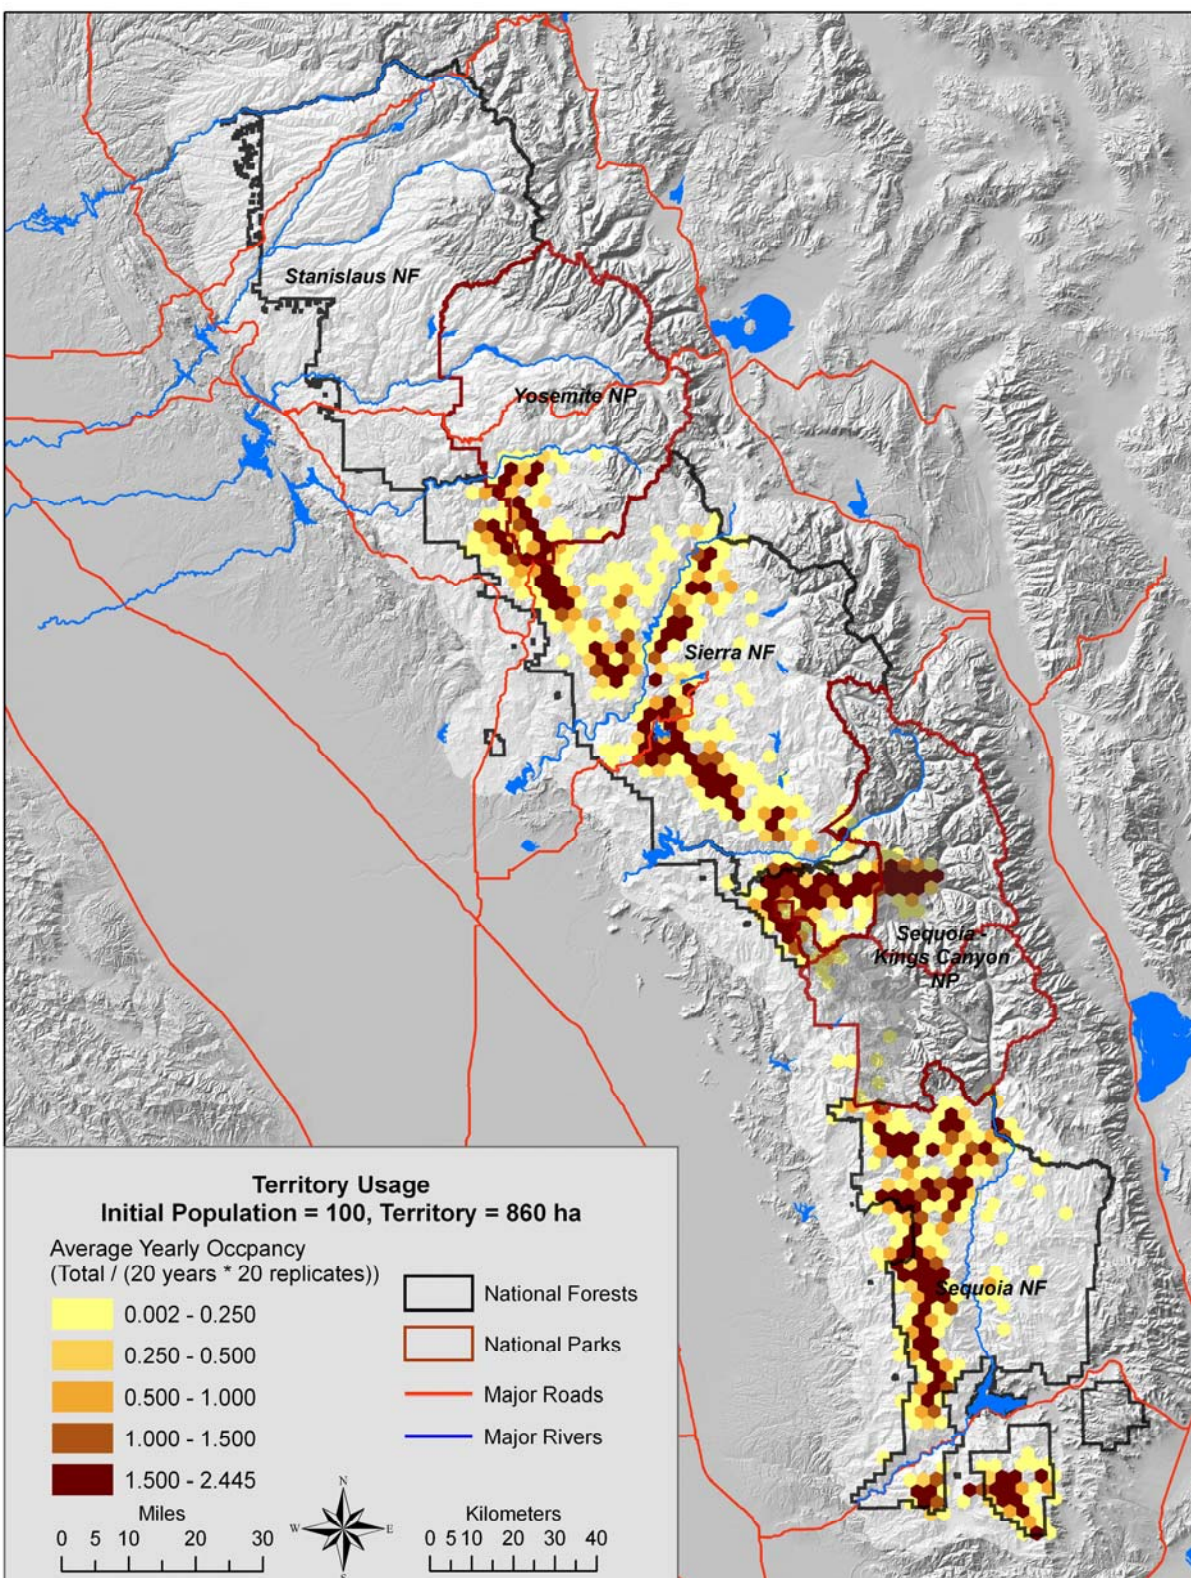 Stanislaus NF
Yosemite NP
Sierra NF
Sequoia -
Kings Canyon
NP
Sequoia NF
Territory Usage
Initial Population = 100, Territory = 860 ha
Average Yearly Occpancy
(Total / (20 years * 20 replicates))
0.002 - 0.250
0.250 - 0.500
0.500 - 1.000
1.000 - 1.500
1.500 - 2.445
National Forests
National Parks
Major Roads
Major Rivers
Miles
0 5 10 20 30
N
W E
S
Kilometers
0 5 10 20 30 40